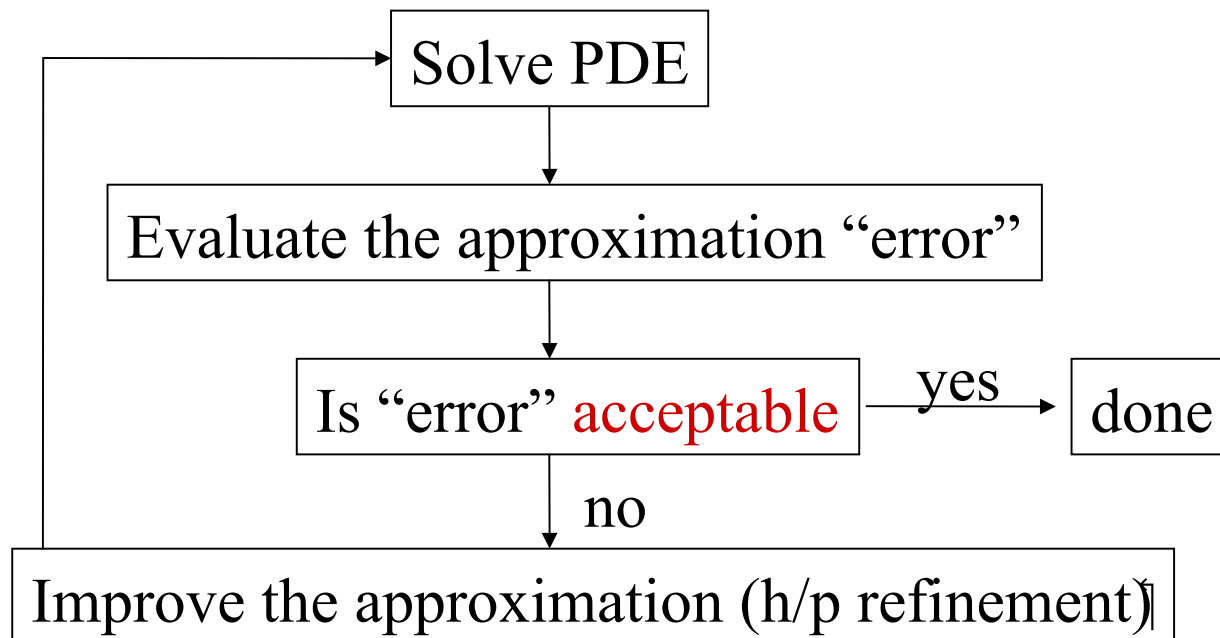 Solve PDE
Evaluate the approximation “error”
Is “error” acceptable
yes
done
no
Improve the approximation (h/p refinement)